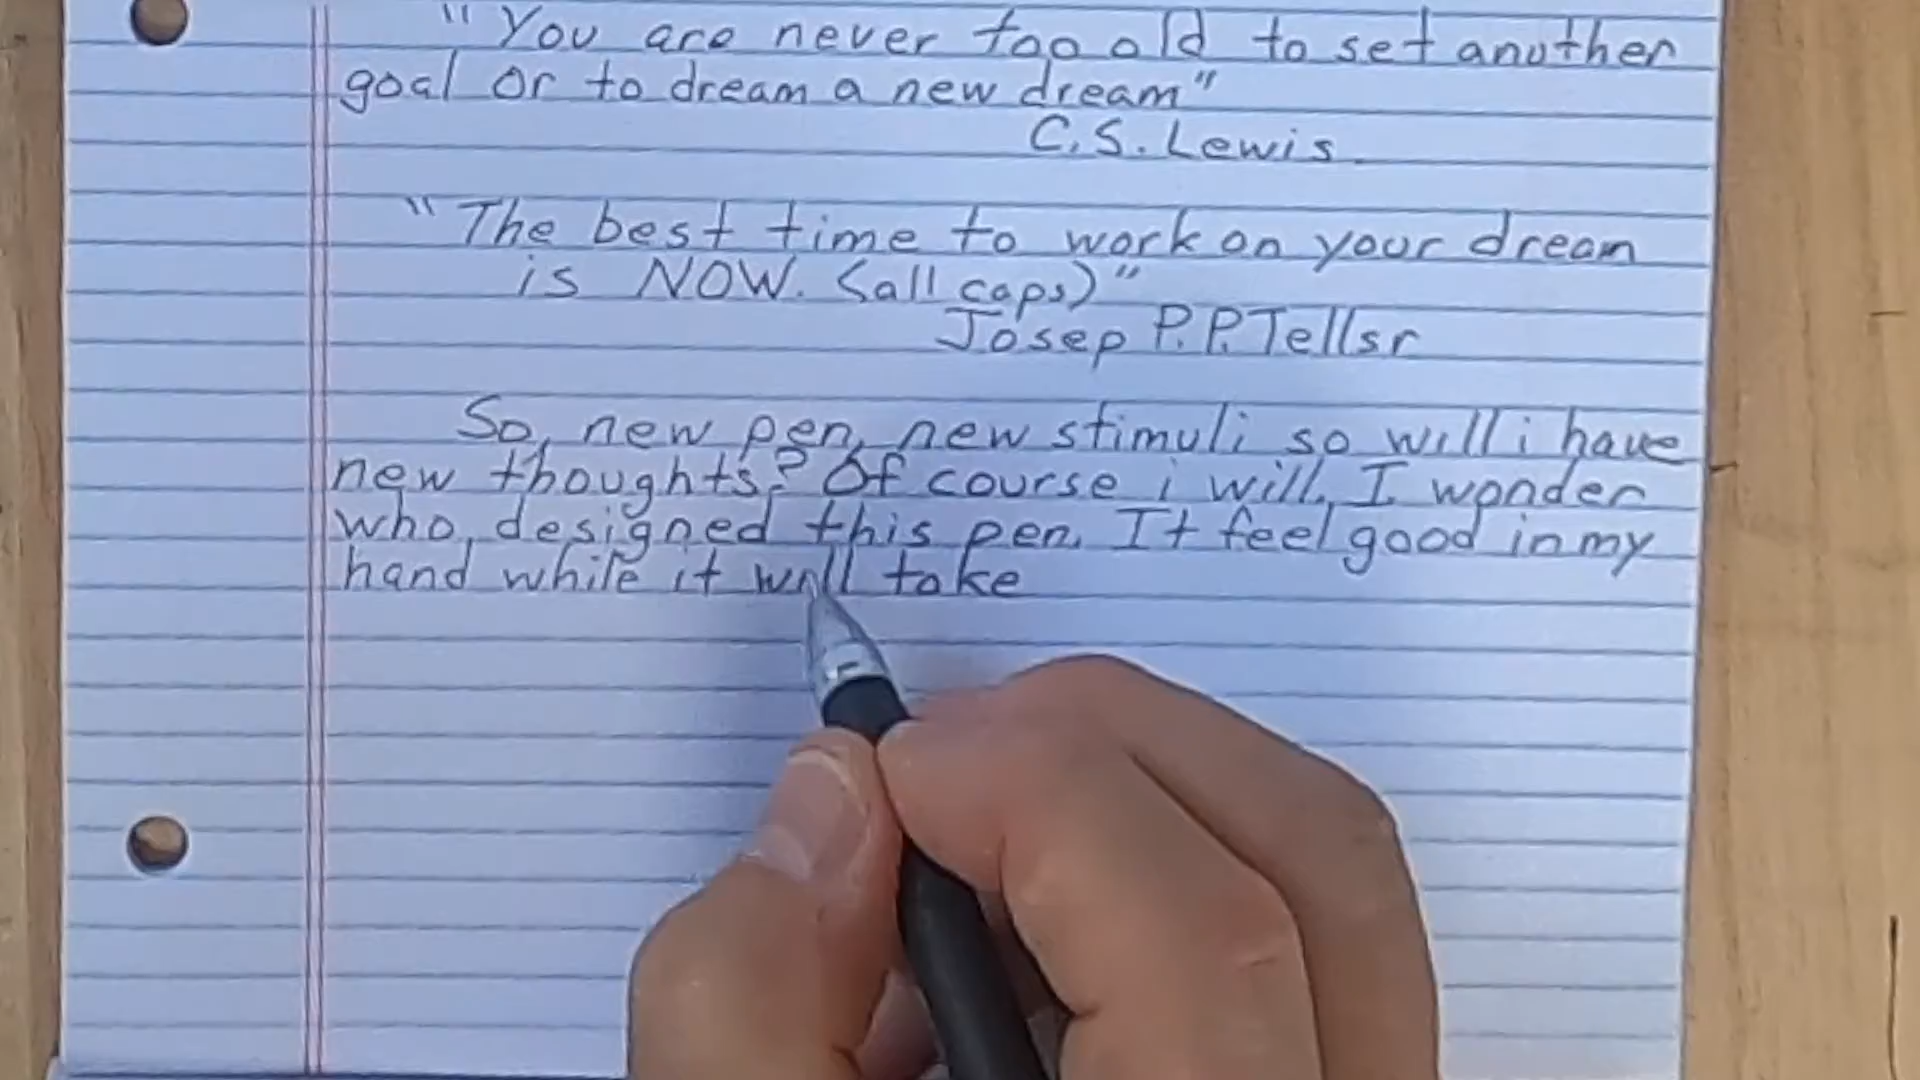 "You are never too old to set another
goal or to dream a new dream"
C.S. Lewis.
"The best time to work on your dream
is NOW. (all caps)"
Josep P.P. Tellsr
So, new pen, new stimuli so will i have
new thoughts? Of course i will. I wonder
who designed this pen. It feel good in my
hand while it will take